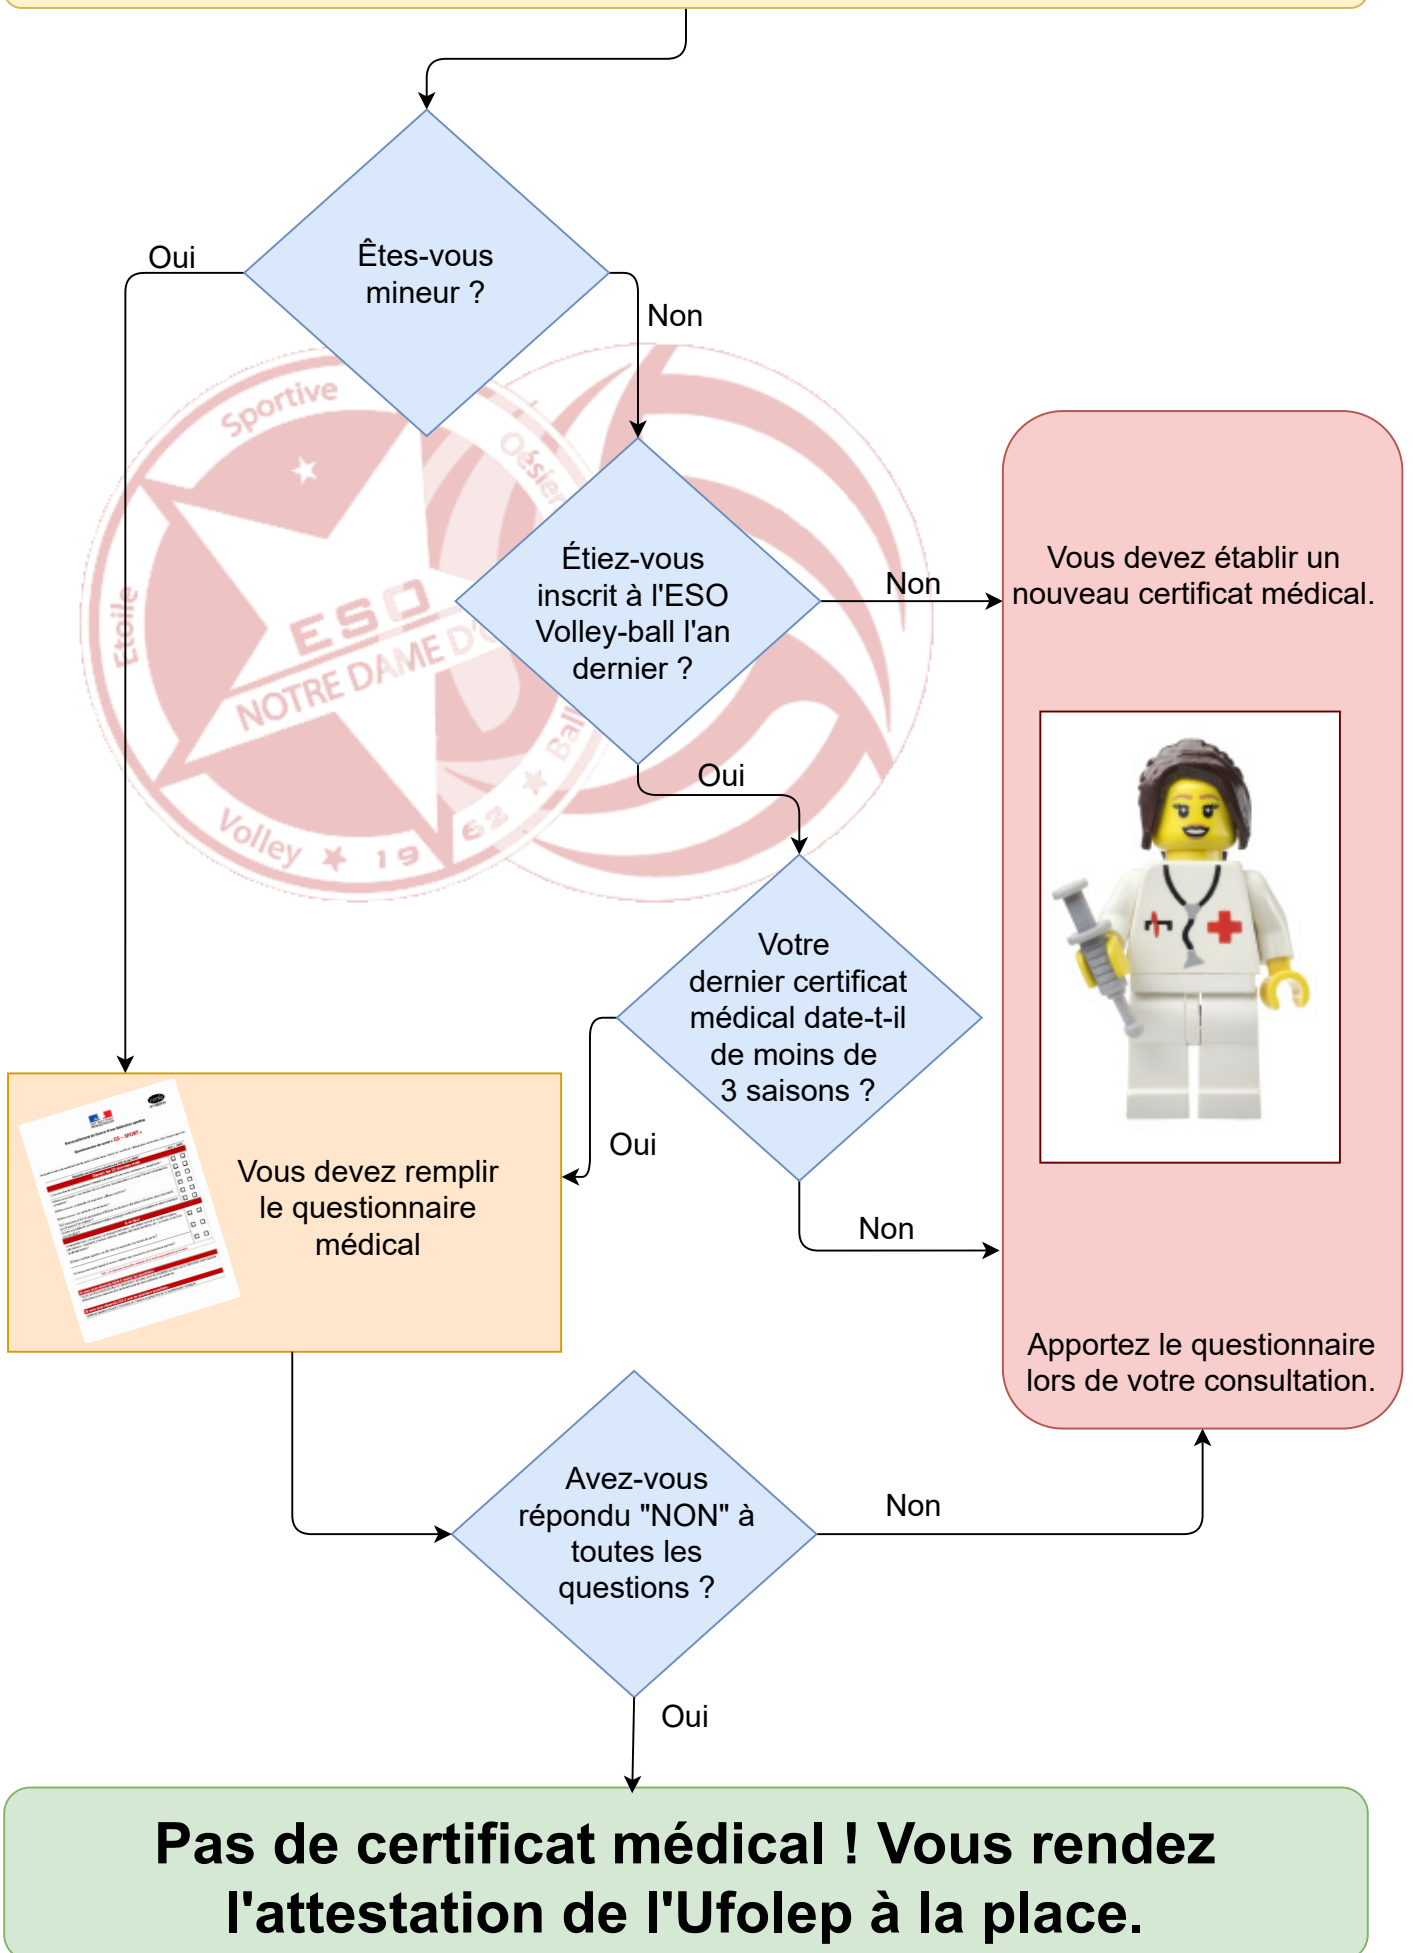 Oui
Êtes-vous
mineur ?
Non
Sportive
Oésien
Étiez-vous
inscrit à l'ESO
Volley-ball l'an
dernier ?
Non
Vous devez établir un
nouveau certificat médical.
Etoile
ESO
NOTRE DAME D'
Ball
Oui
Volley
1962
Votre
dernier certificat
médical date-t-il
de moins de
3 saisons ?
Oui
Non
Vous devez remplir
le questionnaire
médical
Apportez le questionnaire
lors de votre consultation.
Avez-vous
répondu "NON" à
toutes les
questions ?
Non
Oui
Pas de certificat médical ! Vous rendez
l'attestation de l'Ufolep à la place.